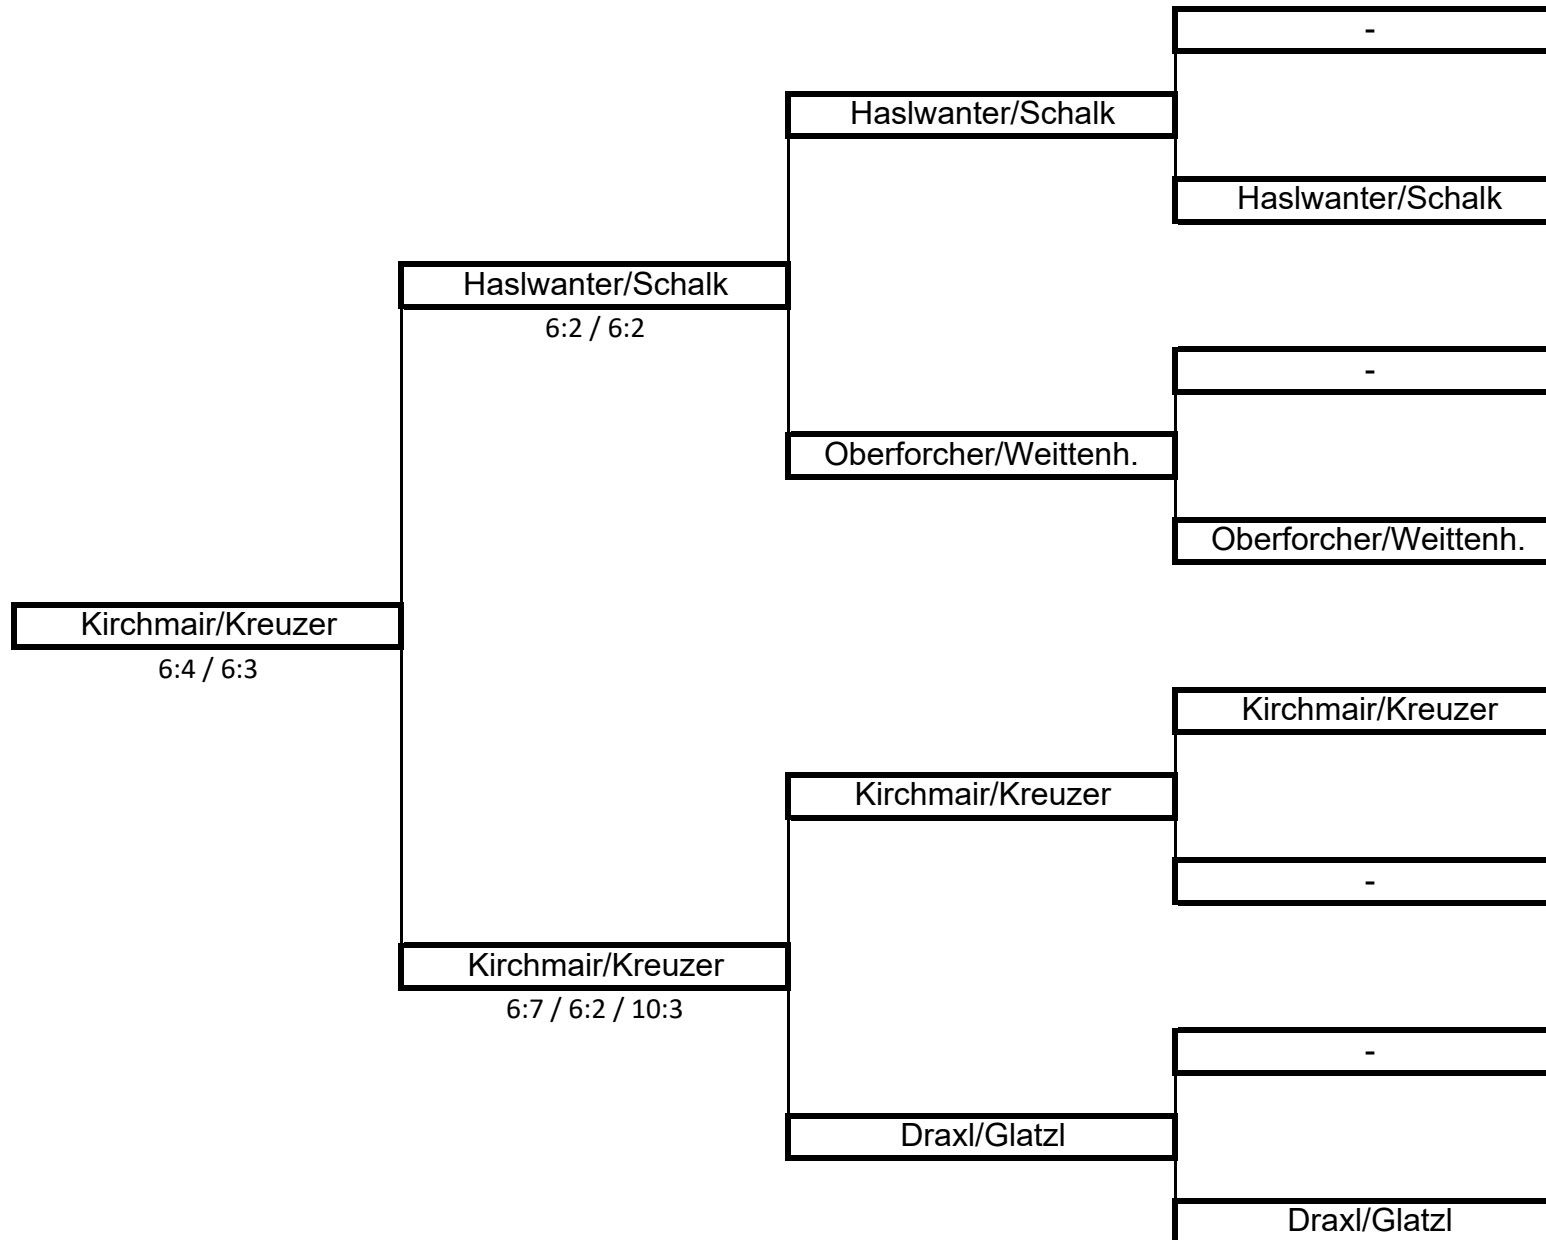 -
Haslwanter/Schalk
Haslwanter/Schalk
Haslwanter/Schalk
6:2 / 6:2
-
Oberforcher/Weittenh.
Oberforcher/Weittenh.
Kirchmair/Kreuzer
6:4 / 6:3
Kirchmair/Kreuzer
Kirchmair/Kreuzer
-
Kirchmair/Kreuzer
6:7 / 6:2 / 10:3
-
Draxl/Glatzl
Draxl/Glatzl